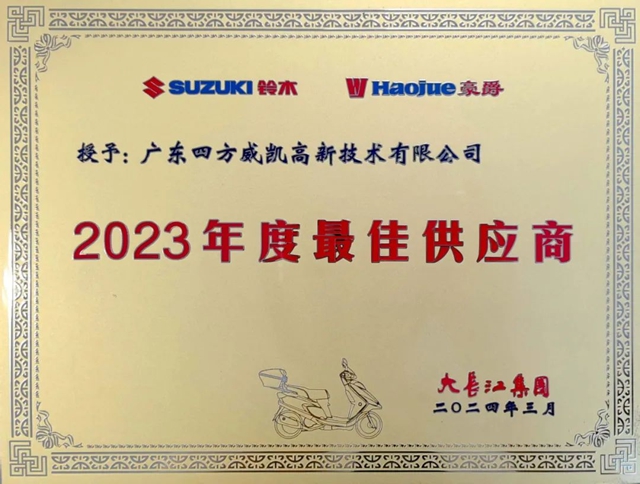 SUZUKI 铃木 Haojue 豪爵
授予：广东四方威凯高新技术有限公司
2023年度最佳供应商
大长江集团
二〇二四年三月